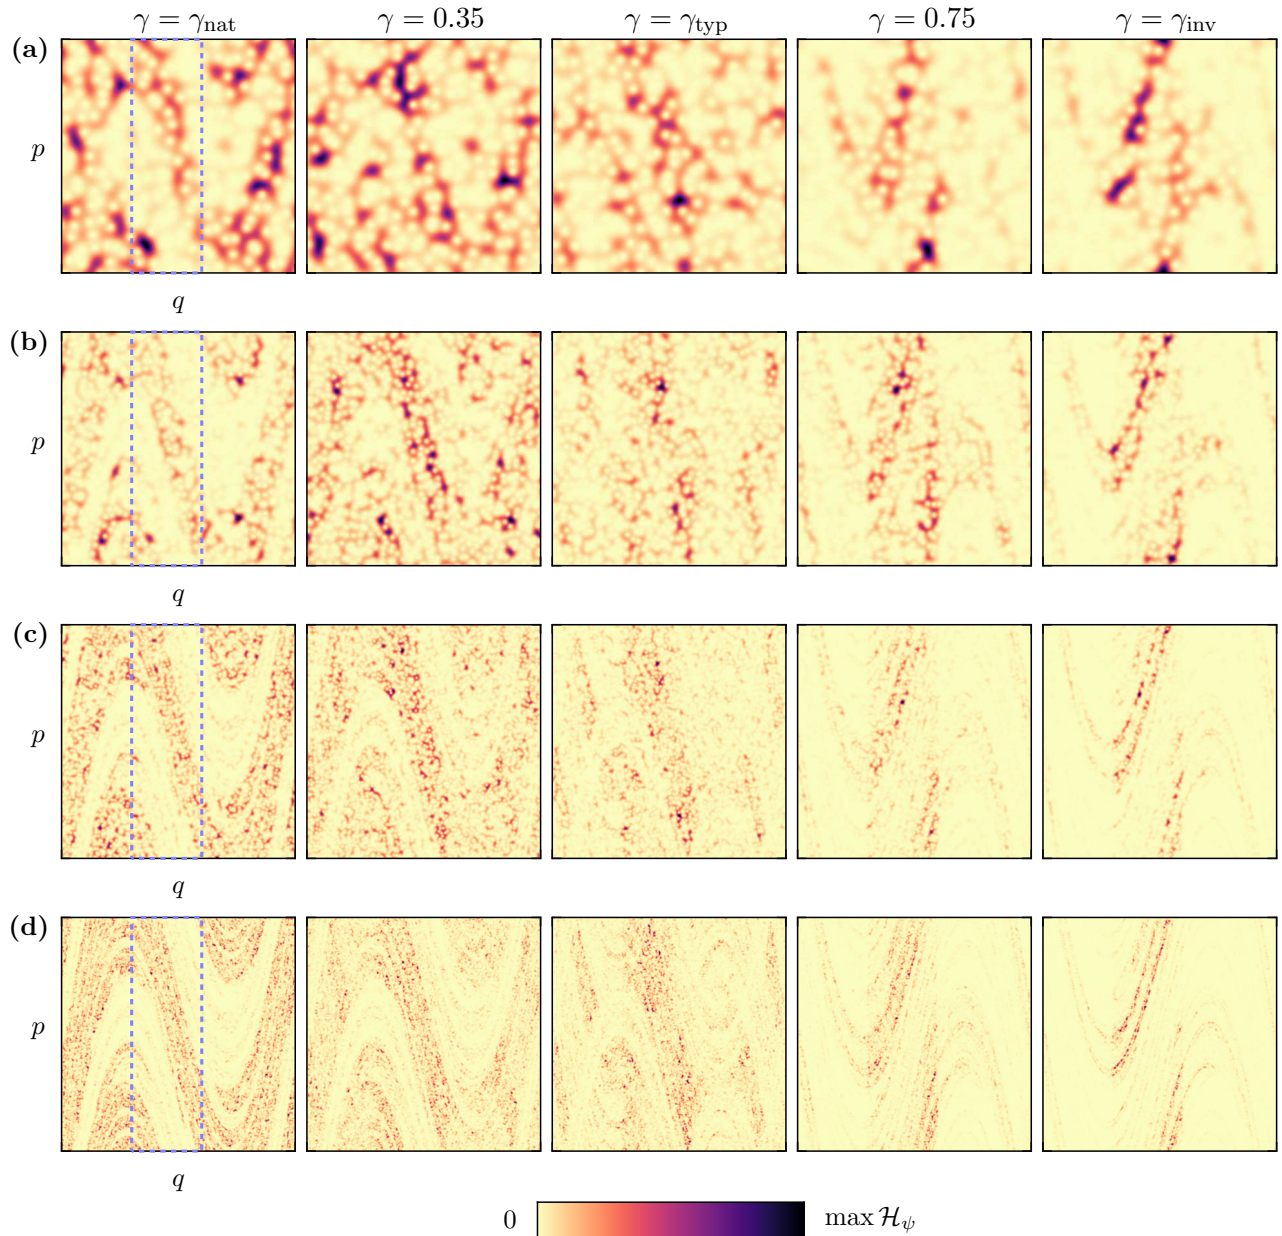 γ = γnat γ = 0.35 γ = γtyp γ = 0.75 γ = γinv
(a)
p
q
(b)
p
q
(c)
p
q
(d)
p
q
0 max ℋψ